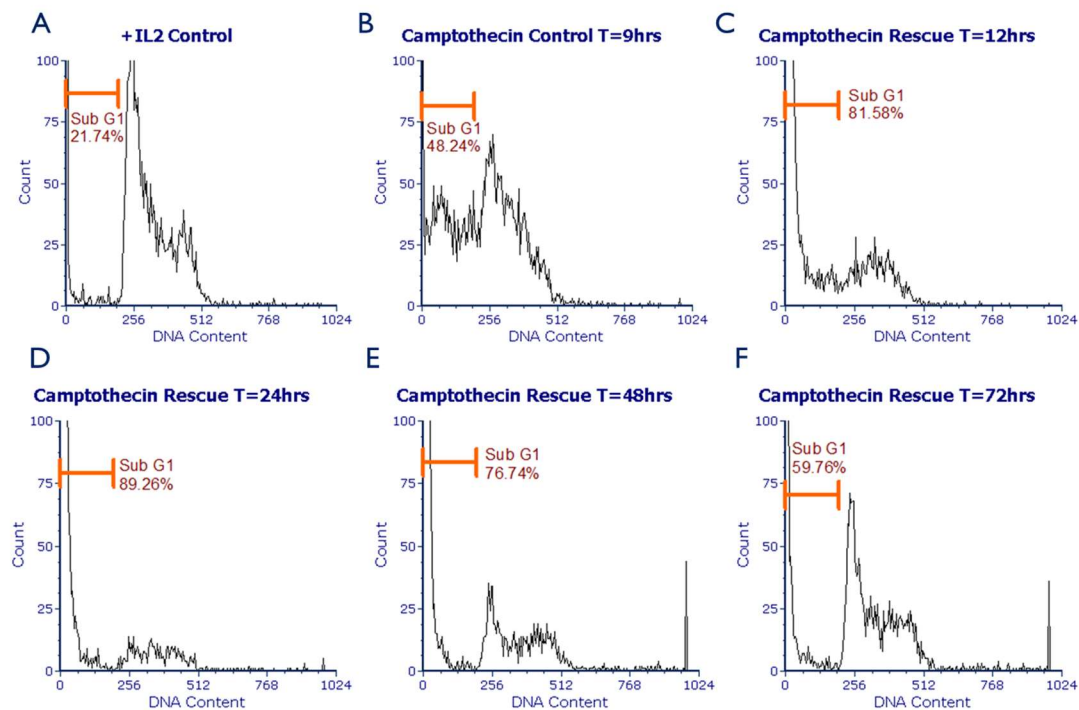 A
+IL2 Control
100
75
50
25
0
Count
Sub G1
21.74%
0 256 512 768 1024
DNA Content
B
Camptothecin Control T=9hrs
100
75
50
25
0
Count
Sub G1
48.24%
0 256 512 768 1024
DNA Content
C
Camptothecin Rescue T=12hrs
100
75
50
25
0
Count
Sub G1
81.58%
0 256 512 768 1024
DNA Content
D
Camptothecin Rescue T=24hrs
100
75
50
25
0
Count
Sub G1
89.26%
0 256 512 768 1024
DNA Content
E
Camptothecin Rescue T=48hrs
100
75
50
25
0
Count
Sub G1
76.74%
0 256 512 768 1024
DNA Content
F
Camptothecin Rescue T=72hrs
100
75
50
25
0
Count
Sub G1
59.76%
0 256 512 768 1024
DNA Content